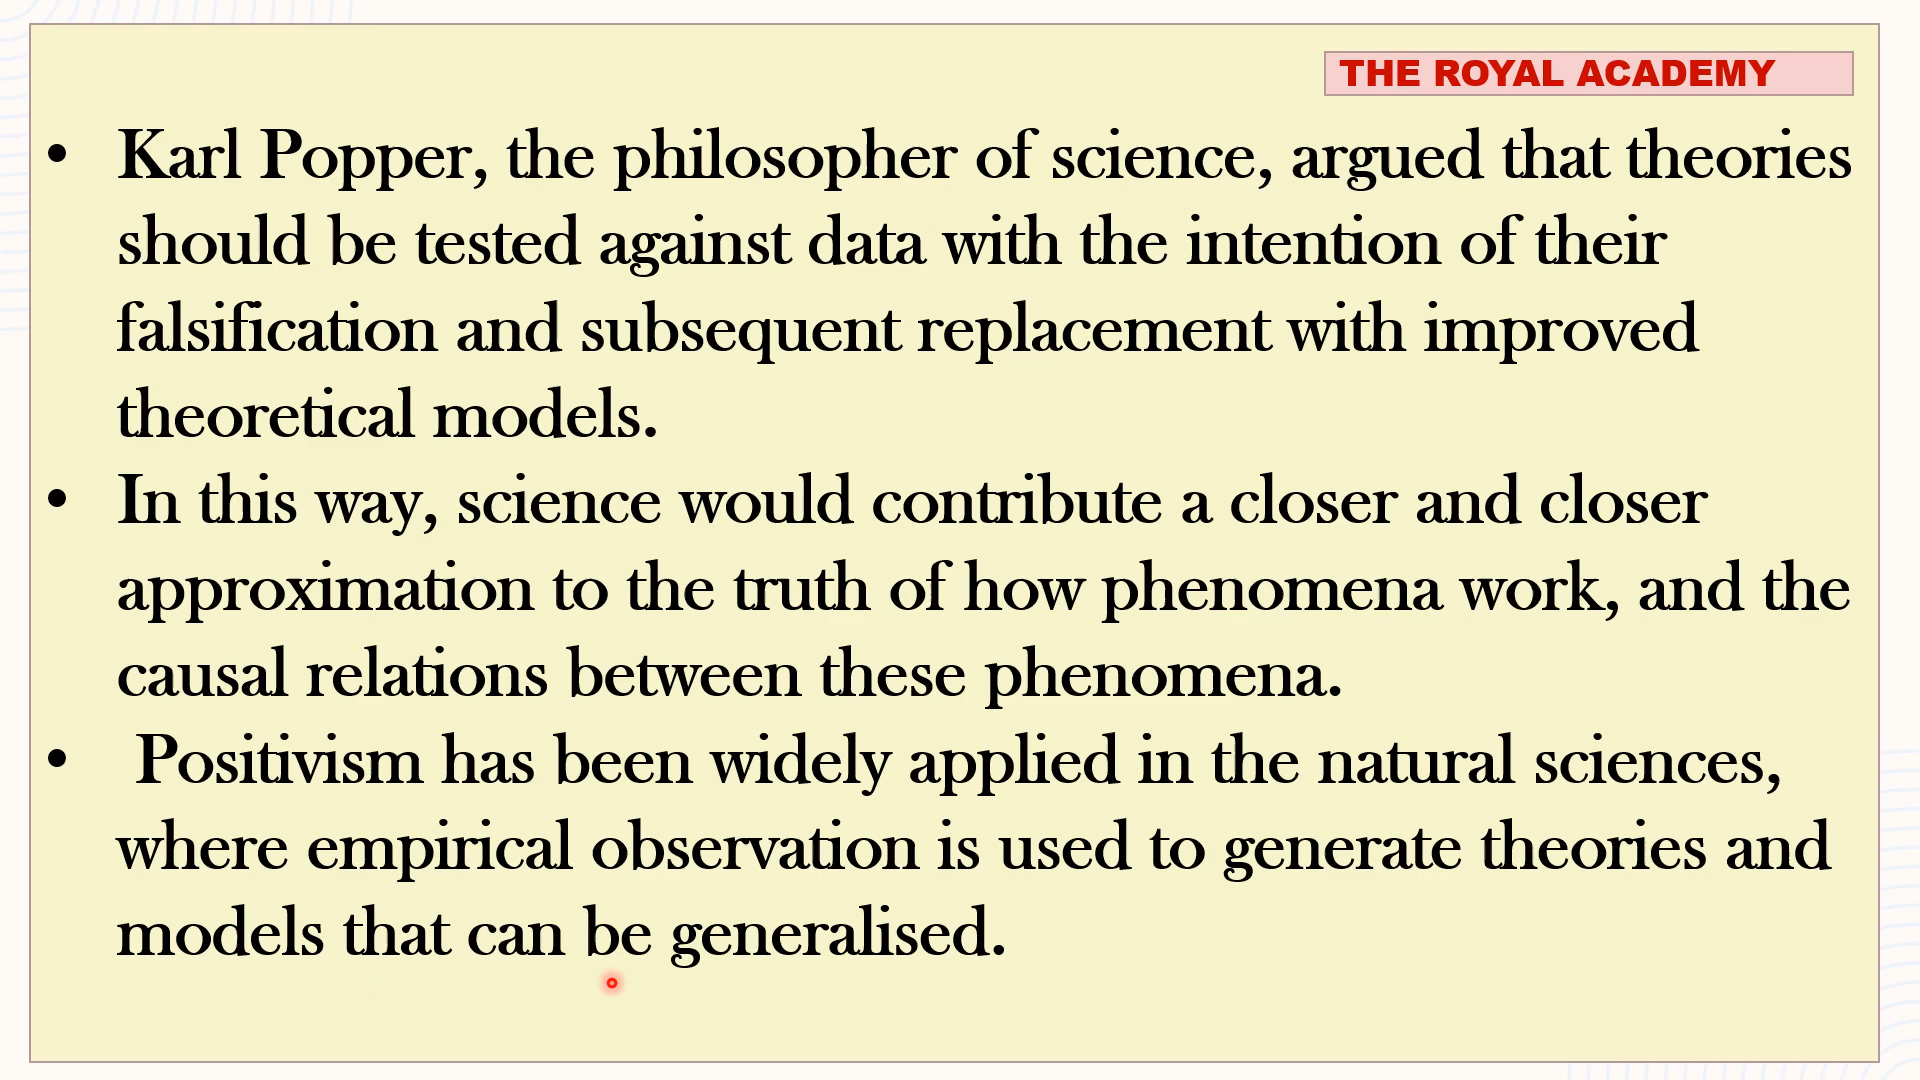 THE ROYAL ACADEMY
• Karl Popper, the philosopher of science, argued that theories
should be tested against data with the intention of their
falsification and subsequent replacement with improved
theoretical models.
• In this way, science would contribute a closer and closer
approximation to the truth of how phenomena work, and the
causal relations between these phenomena.
• Positivism has been widely applied in the natural sciences,
where empirical observation is used to generate theories and
models that can be generalised.